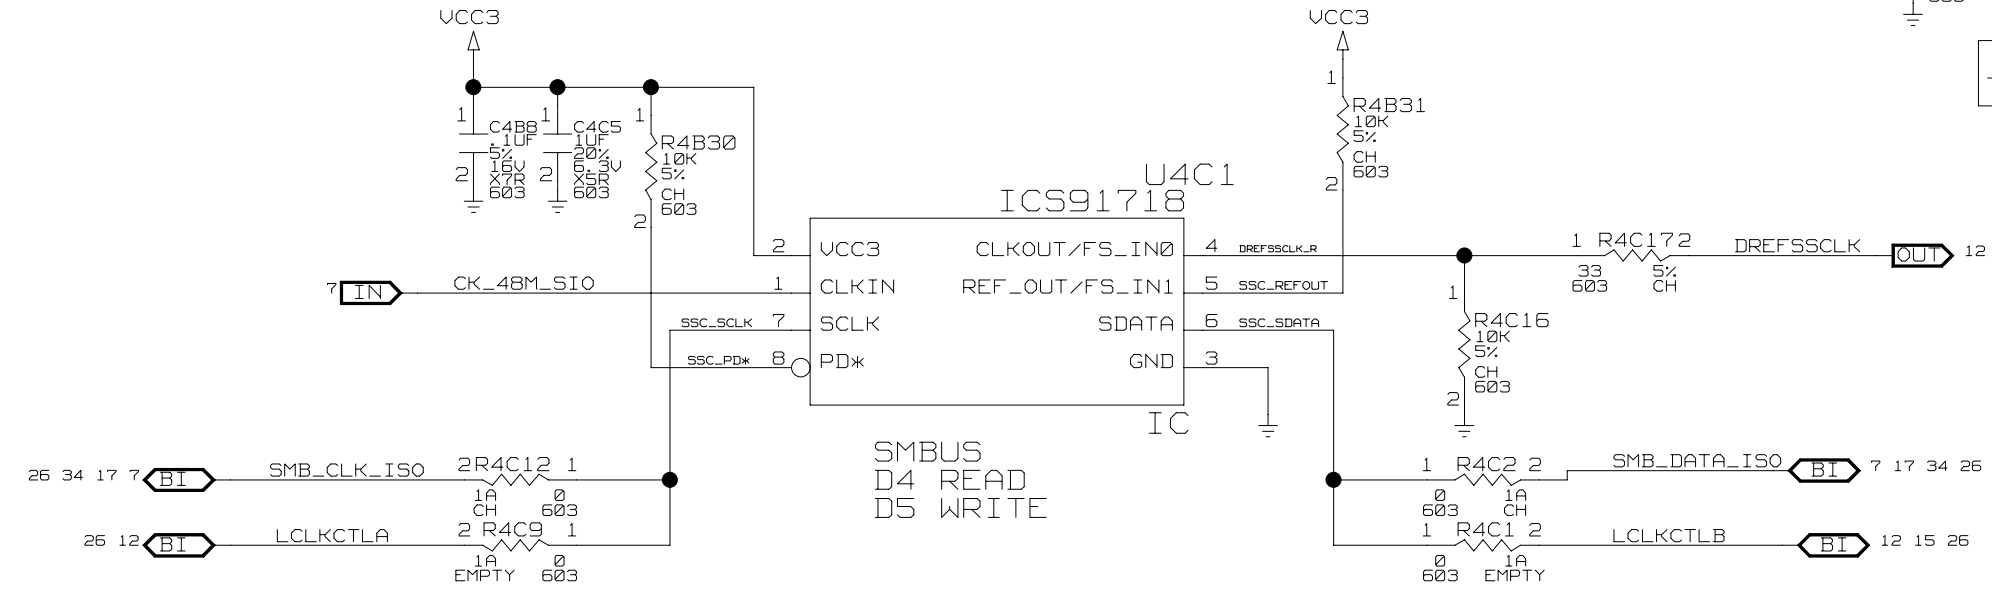 VCC3
VCC3
1 C4B8
.1UF
5%
16V
X7R
603
2
1 C4C5
1UF
20%
6.3V
X5R
603
2
1
R4B30
10K
5%
CH
603
2
1
R4B31
10K
5%
CH
603
2
U4C1
ICS91718
2 VCC3
CLKOUT/FS_IN0 4 DREFSSCLK_R
1 R4C17 2
33
603
5%
CH
DREFSSCLK
OUT 12
7 IN CK_48M_SIO
1 CLKIN
REF_OUT/FS_IN1 5 SSC_REFOUT
SSC_SCLK 7 SCLK
SDATA 6 SSC_SDATA
SSC_PD* 8 PD*
GND 3
1
R4C16
10K
5%
CH
603
2
IC
SMBUS
D4 READ
D5 WRITE
26 34 17 7 BI SMB_CLK_ISO 2 R4C12 1
1A
CH
0
603
26 12 BI LCLKCTLA 2 R4C9 1
1A
EMPTY
0
603
1 R4C2 2 SMB_DATA_ISO BI 7 17 34 26
0
603
1A
CH
1 R4C1 2 LCLKCTLB BI 12 15 26
0
603
1A
EMPTY